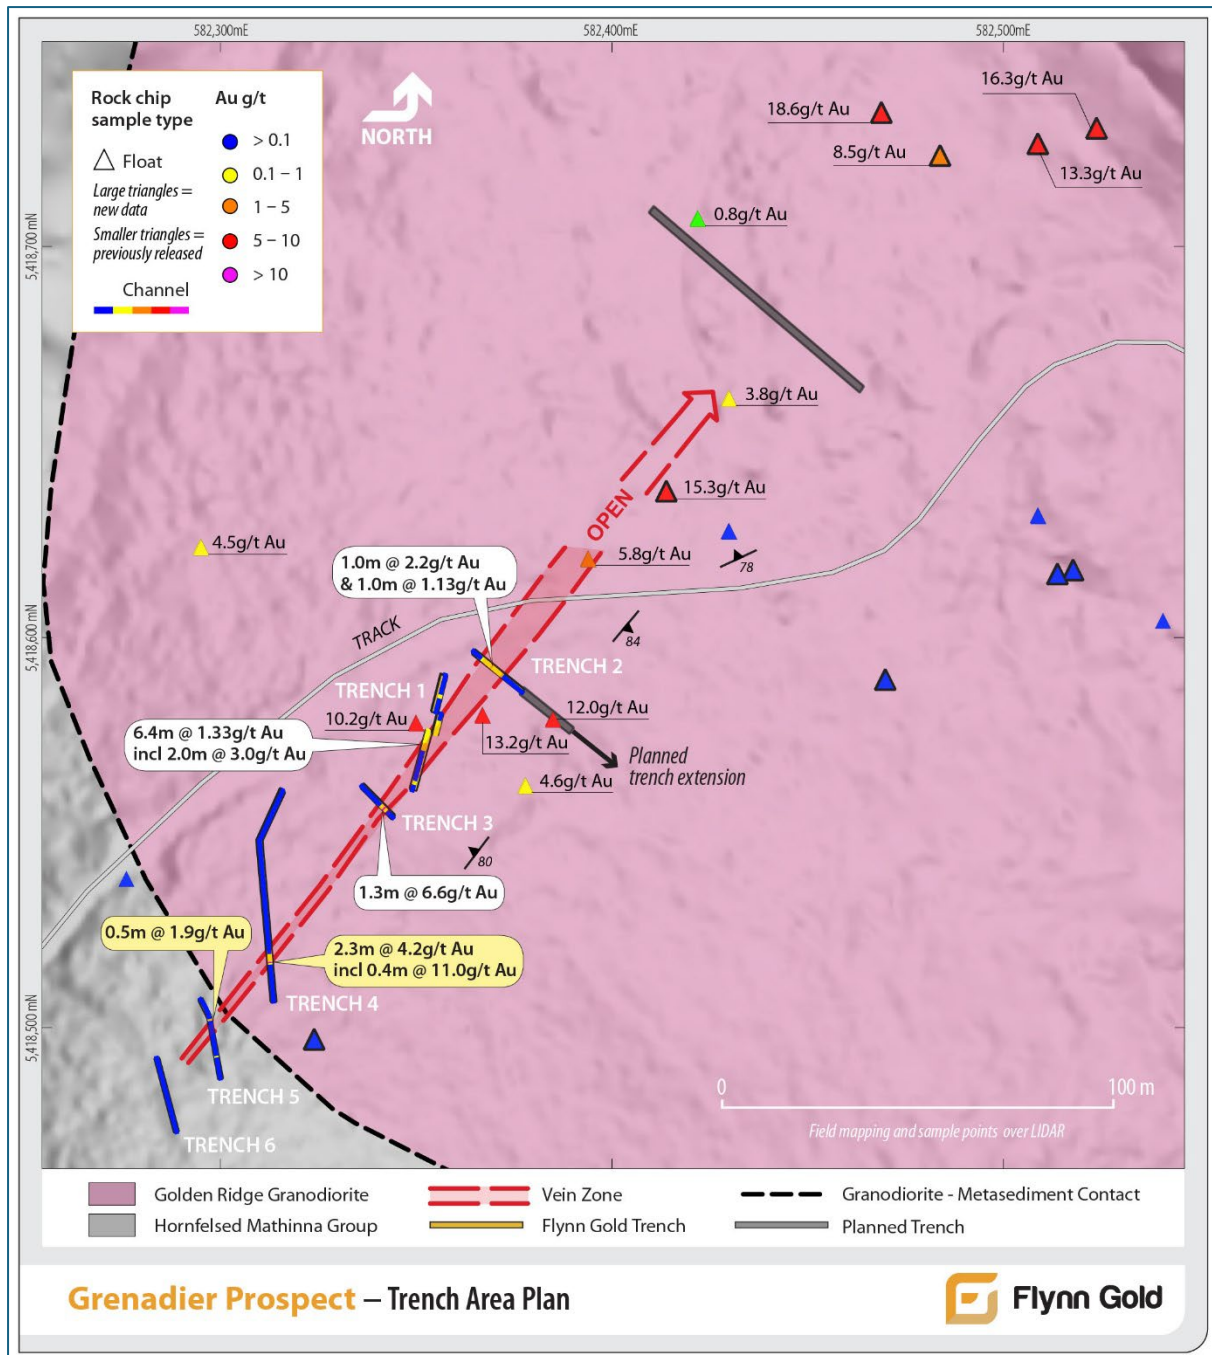 582,300mE
582,400mE
582,500mE
5,418,700 mN
5,418,600 mN
5,418,500 mN
Rock chip
sample type
Float
Large triangles =
new data
Smaller triangles =
previously released
Channel
Au g/t
> 0.1
0.1 – 1
1 – 5
5 – 10
> 10
NORTH
16.3g/t Au
18.6g/t Au
8.5g/t Au
13.3g/t Au
0.8g/t Au
3.8g/t Au
15.3g/t Au
OPEN
4.5g/t Au
5.8g/t Au
1.0m @ 2.2g/t Au
& 1.0m @ 1.13g/t Au
78
TRACK
84
TRENCH 2
TRENCH 1
10.2g/t Au
12.0g/t Au
13.2g/t Au
6.4m @ 1.33g/t Au
incl 2.0m @ 3.0g/t Au
Planned
trench extension
4.6g/t Au
TRENCH 3
80
1.3m @ 6.6g/t Au
0.5m @ 1.9g/t Au
2.3m @ 4.2g/t Au
incl 0.4m @ 11.0g/t Au
TRENCH 4
TRENCH 5
TRENCH 6
0
100 m
Field mapping and sample points over LIDAR
Golden Ridge Granodiorite
Vein Zone
Granodiorite - Metasediment Contact
Hornfelsed Mathinna Group
Flynn Gold Trench
Planned Trench
Grenadier Prospect – Trench Area Plan
Flynn Gold